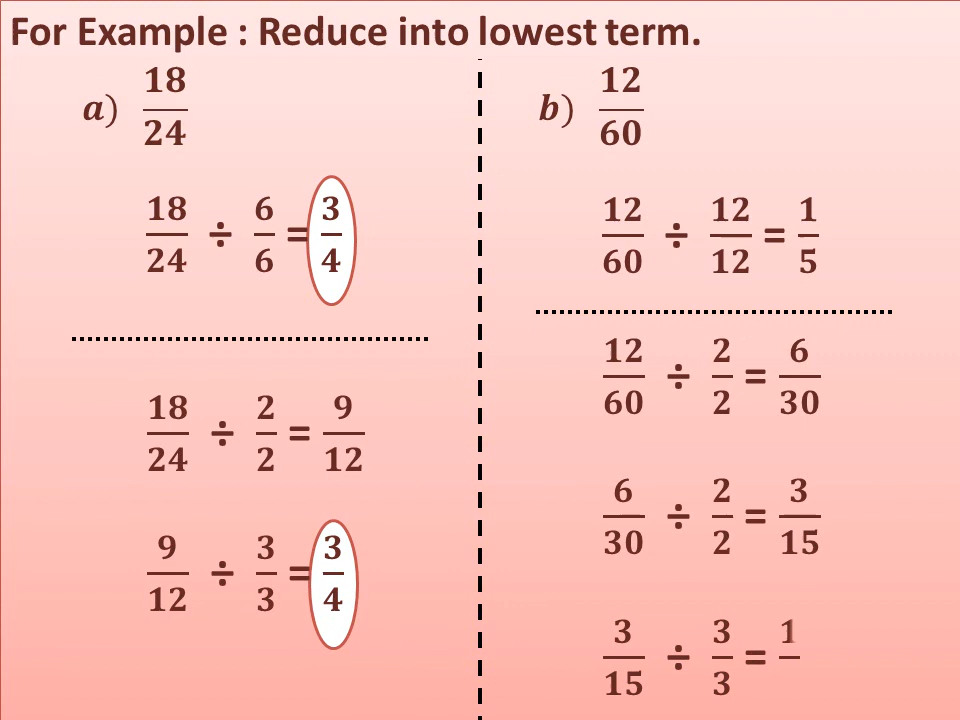 For Example : Reduce into lowest term.
a) 18/24
18/24 ÷ 6/6 = 3/4
18/24 ÷ 2/2 = 9/12
9/12 ÷ 3/3 = 3/4
b) 12/60
12/60 ÷ 12/12 = 1/5
12/60 ÷ 2/2 = 6/30
6/30 ÷ 2/2 = 3/15
3/15 ÷ 3/3 = 1/